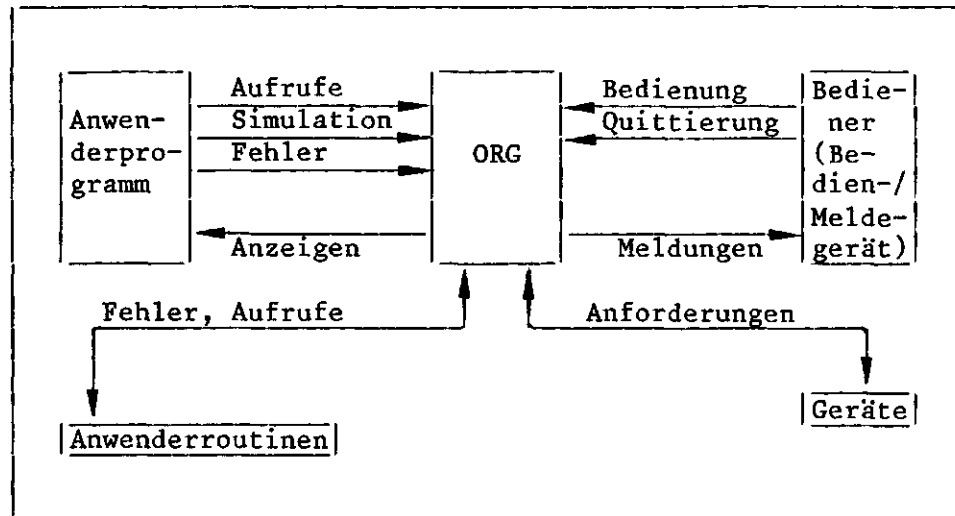 Aufrufe
Simulation
Fehler
Anzeigen
Anwen-
derpro-
gramm
ORG
Bedienung
Quittierung
Meldungen
Bedie-
ner
(Be-
dien-/
Melde-
gerät)
Fehler, Aufrufe
Anforderungen
Anwenderroutinen
Geräte